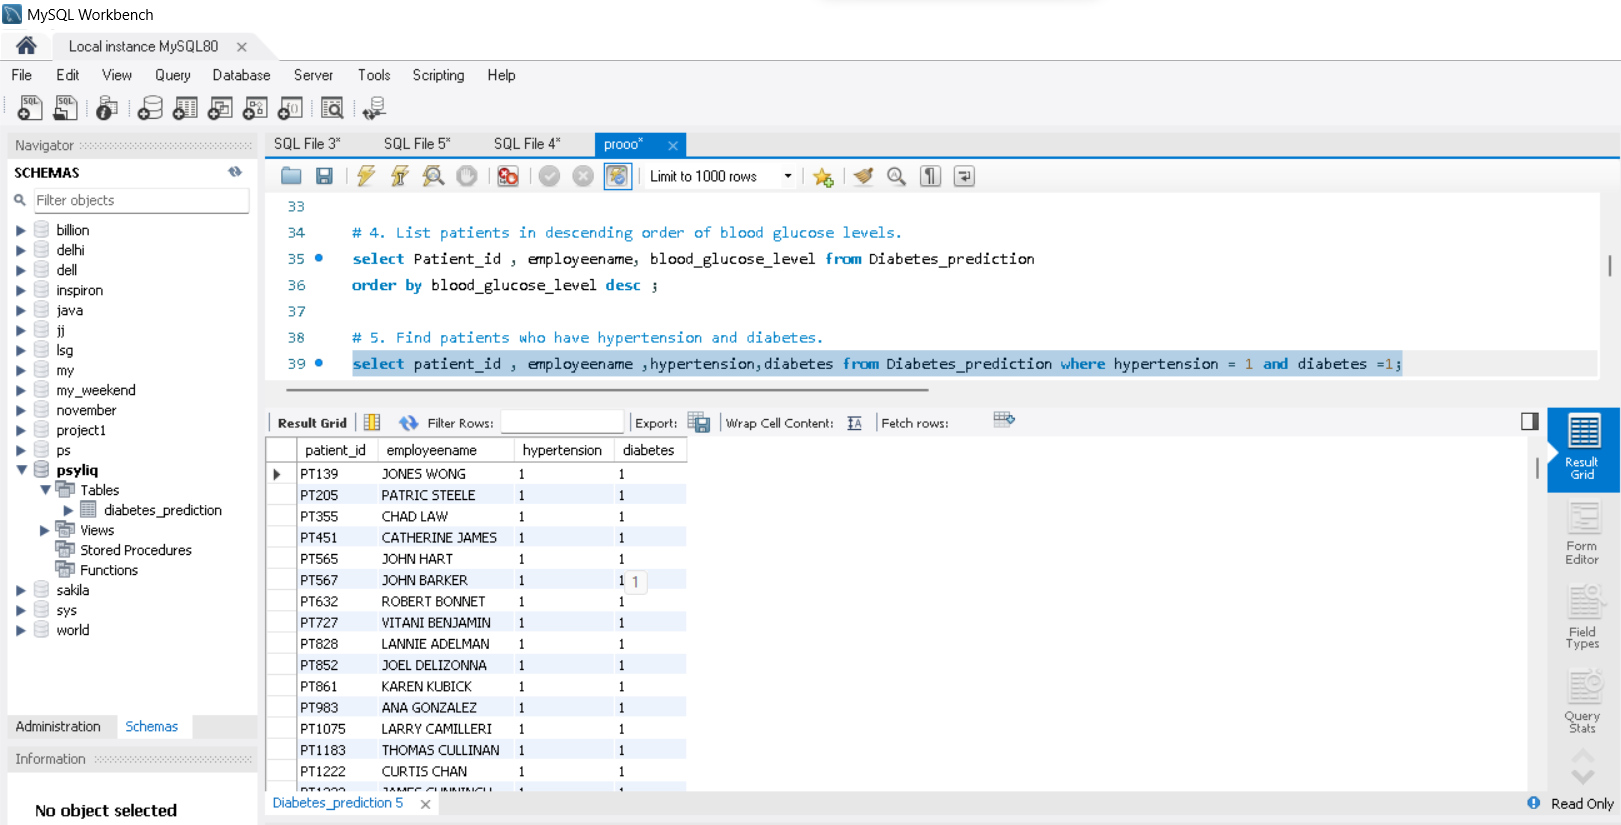 MySQL Workbench
Local instance MySQL80
File Edit View Query Database Server Tools Scripting Help
Navigator
SCHEMAS
Filter objects
billion
delhi
dell
inspiron
java
jj
lsg
my
my_weekend
november
project1
ps
psyliq
Tables
diabetes_prediction
Views
Stored Procedures
Functions
sakila
sys
world
Administration Schemas
Information
No object selected
SQL File 3* SQL File 5* SQL File 4* prooo*
Limit to 1000 rows
33
34 # 4. List patients in descending order of blood glucose levels.
35 select Patient_id , employeename, blood_glucose_level from Diabetes_prediction
36 order by blood_glucose_level desc ;
37
38 # 5. Find patients who have hypertension and diabetes.
39 select patient_id , employeename ,hypertension,diabetes from Diabetes_prediction where hypertension = 1 and diabetes =1;
Result Grid Filter Rows: Export: Wrap Cell Content: Fetch rows:
patient_id employeename hypertension diabetes
PT139 JONES WONG 1 1
PT205 PATRIC STEELE 1 1
PT355 CHAD LAW 1 1
PT451 CATHERINE JAMES 1 1
PT565 JOHN HART 1 1
PT567 JOHN BARKER 1 1
1
PT632 ROBERT BONNET 1 1
PT727 VITANI BENJAMIN 1 1
PT828 LANNIE ADELMAN 1 1
PT852 JOEL DELIZONNA 1 1
PT861 KAREN KUBICK 1 1
PT983 ANA GONZALEZ 1 1
PT1075 LARRY CAMILLERI 1 1
PT1183 THOMAS CULLINAN 1 1
PT1222 CURTIS CHAN 1 1
Diabetes_prediction 5
Result Grid
Form Editor
Field Types
Query Stats
Read Only